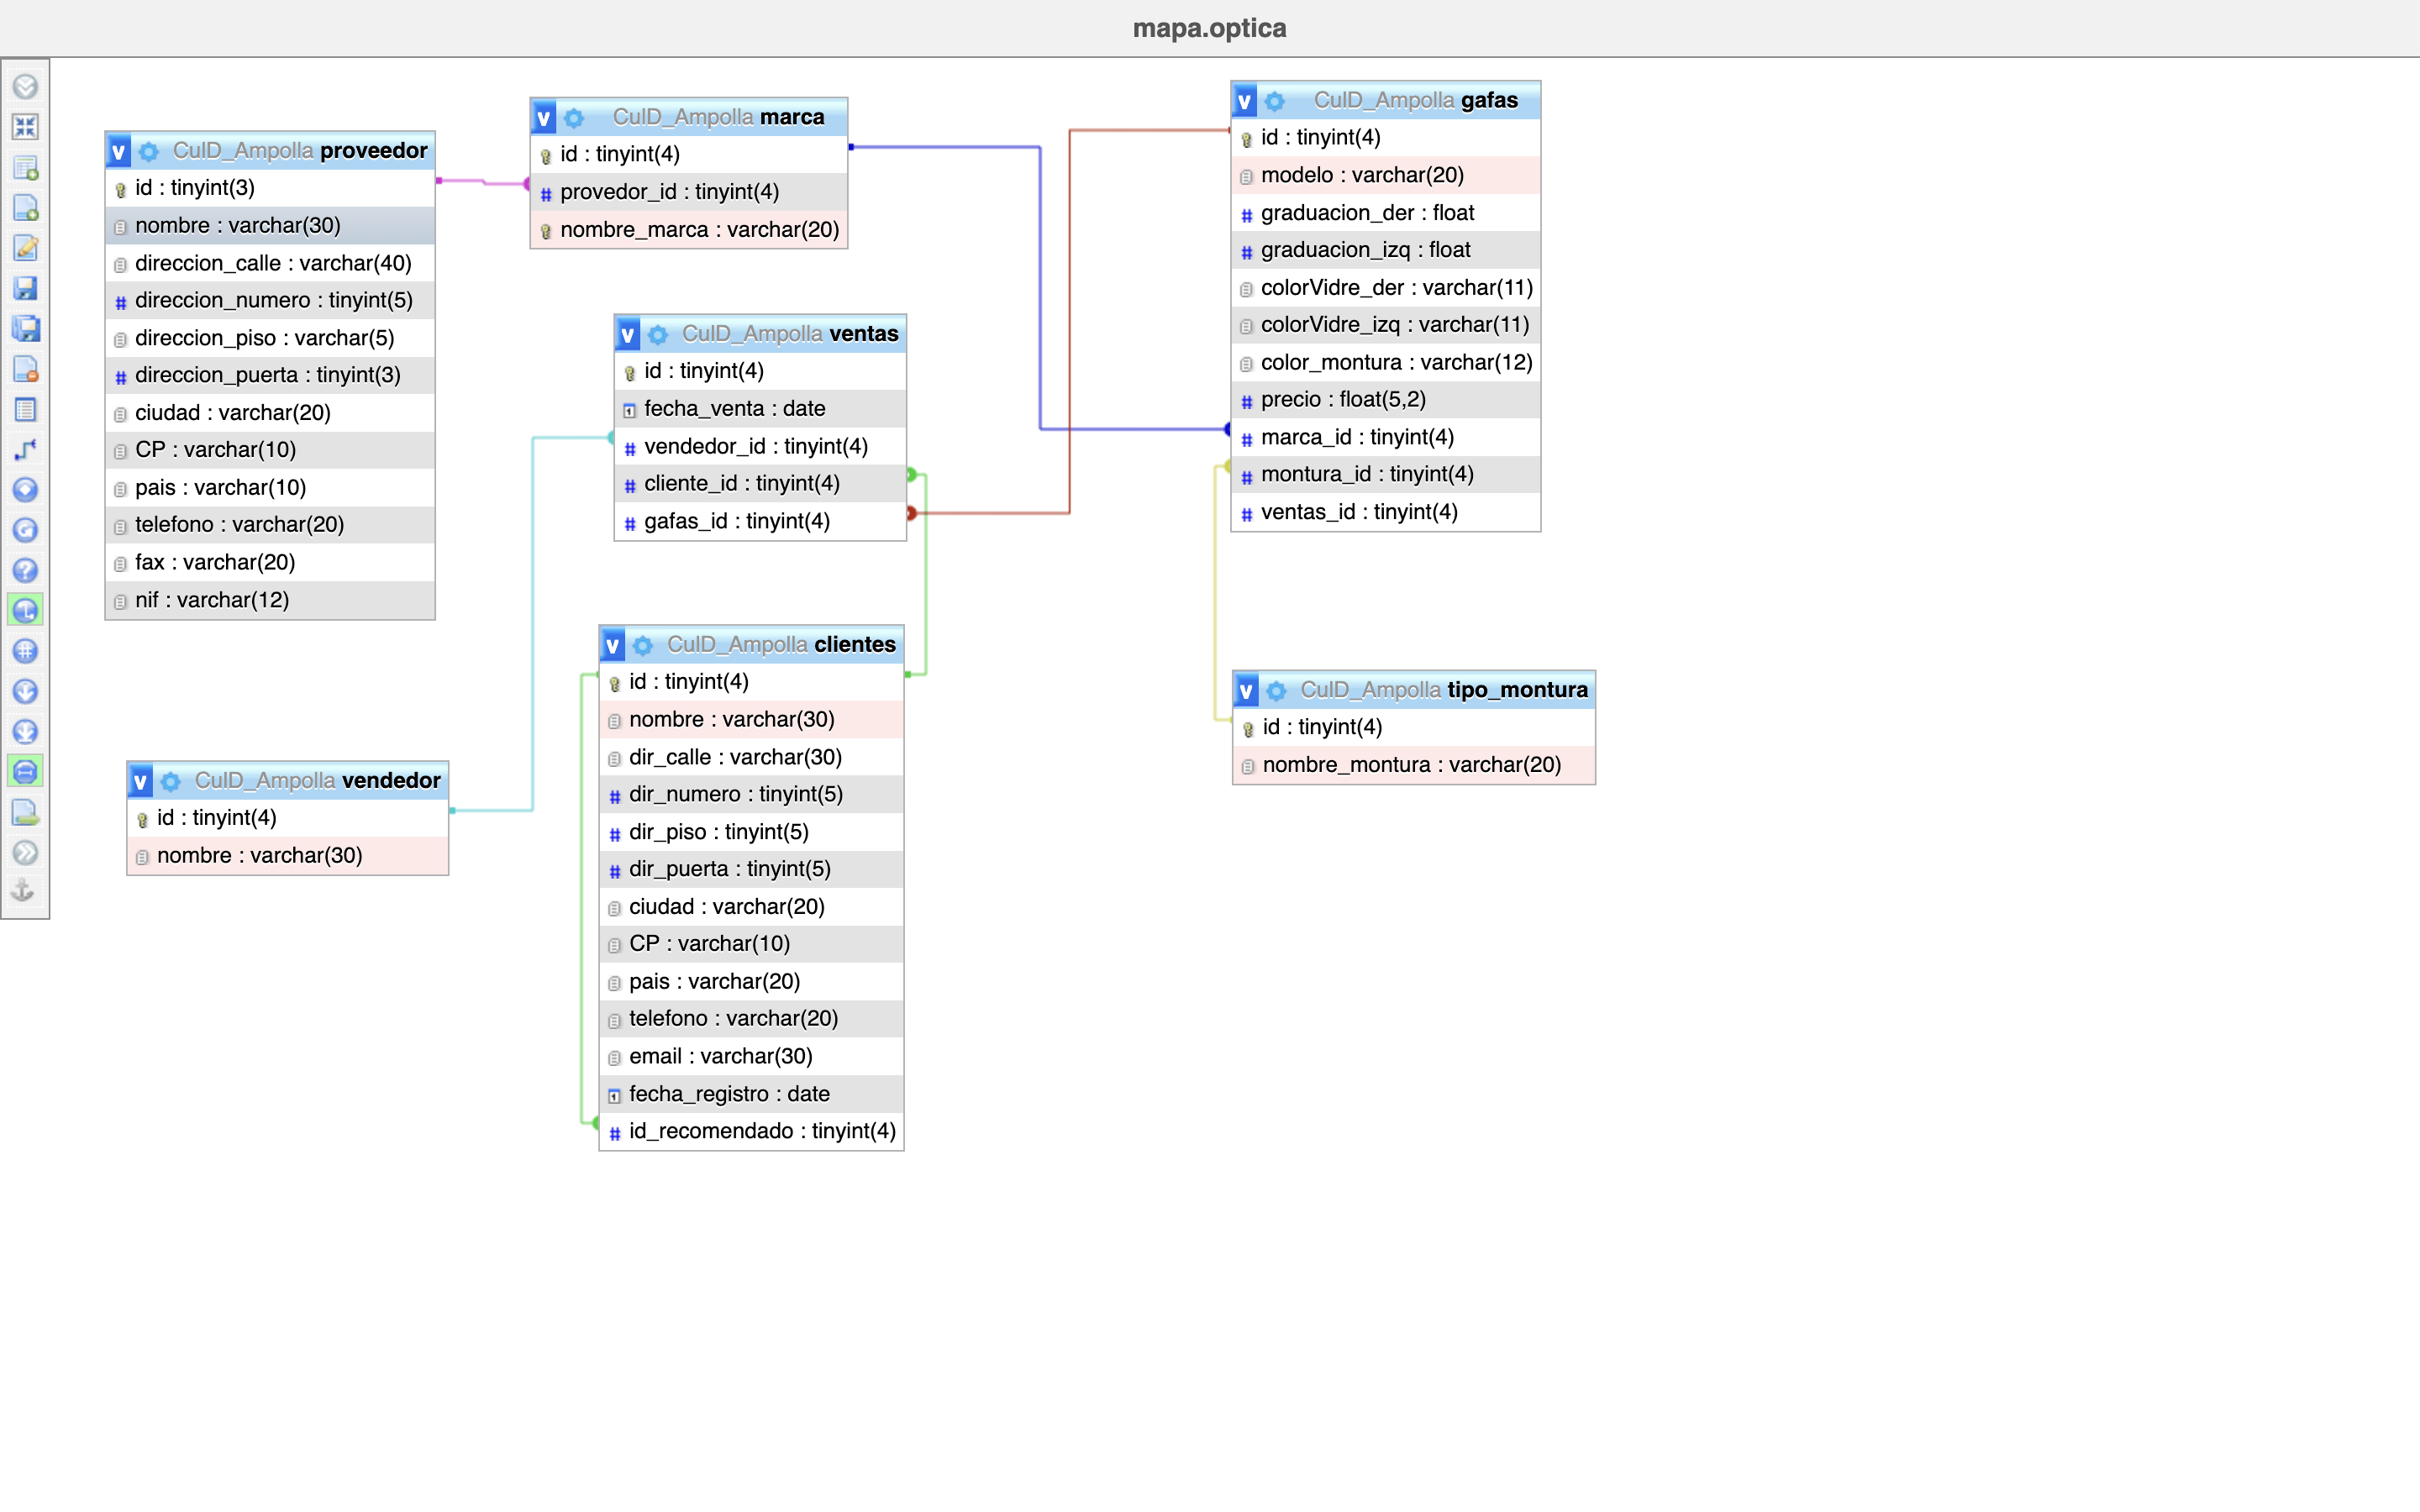 mapa.optica
CulD_Ampolla proveedor
id : tinyint(3)
nombre : varchar(30)
direccion_calle : varchar(40)
direccion_numero : tinyint(5)
direccion_piso : varchar(5)
direccion_puerta : tinyint(3)
ciudad : varchar(20)
CP : varchar(10)
pais : varchar(10)
telefono : varchar(20)
fax : varchar(20)
nif : varchar(12)
CulD_Ampolla marca
id : tinyint(4)
provedor_id : tinyint(4)
nombre_marca : varchar(20)
CulD_Ampolla gafas
id : tinyint(4)
modelo : varchar(20)
graduacion_der : float
graduacion_izq : float
colorVidre_der : varchar(11)
colorVidre_izq : varchar(11)
color_montura : varchar(12)
precio : float(5,2)
marca_id : tinyint(4)
montura_id : tinyint(4)
ventas_id : tinyint(4)
CulD_Ampolla ventas
id : tinyint(4)
fecha_venta : date
vendedor_id : tinyint(4)
cliente_id : tinyint(4)
gafas_id : tinyint(4)
CulD_Ampolla clientes
id : tinyint(4)
nombre : varchar(30)
dir_calle : varchar(30)
dir_numero : tinyint(5)
dir_piso : tinyint(5)
dir_puerta : tinyint(5)
ciudad : varchar(20)
CP : varchar(10)
pais : varchar(20)
telefono : varchar(20)
email : varchar(30)
fecha_registro : date
id_recomendado : tinyint(4)
CulD_Ampolla tipo_montura
id : tinyint(4)
nombre_montura : varchar(20)
CulD_Ampolla vendedor
id : tinyint(4)
nombre : varchar(30)